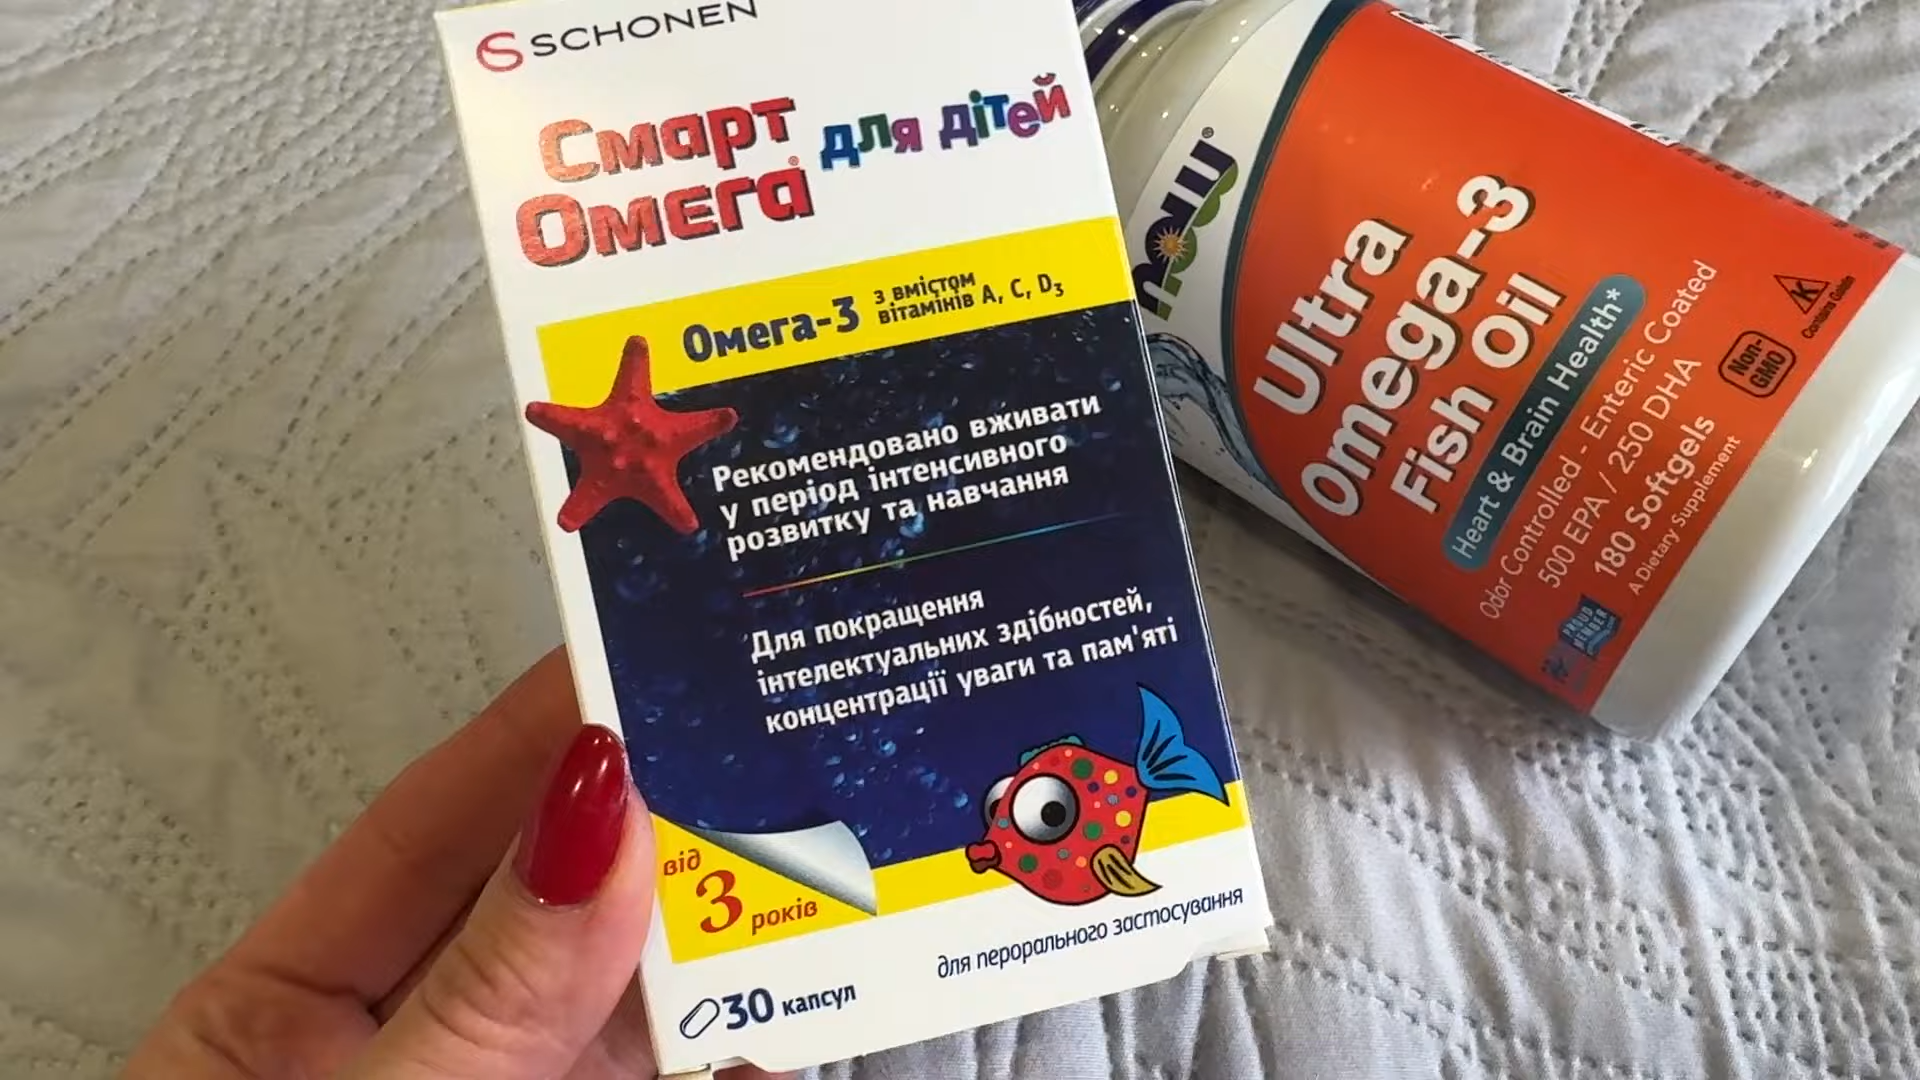 SCHONEN
Смарт
Омега®
для дітей
Омега-3
з вмістом
вітамінів А, С, D₃
Рекомендовано вживати
у період інтенсивного
розвитку та навчання
Для покращення
інтелектуальних здібностей,
концентрації уваги та пам'яті
від
3
років
30 капсул
для перорального застосування
NOW®
Ultra
Omega-3
Fish Oil
Heart & Brain Health*
Odor Controlled - Enteric Coated
500 EPA / 250 DHA
180 Softgels
A Dietary Supplement
Non-
GMO
K
PROUD
MEMBER